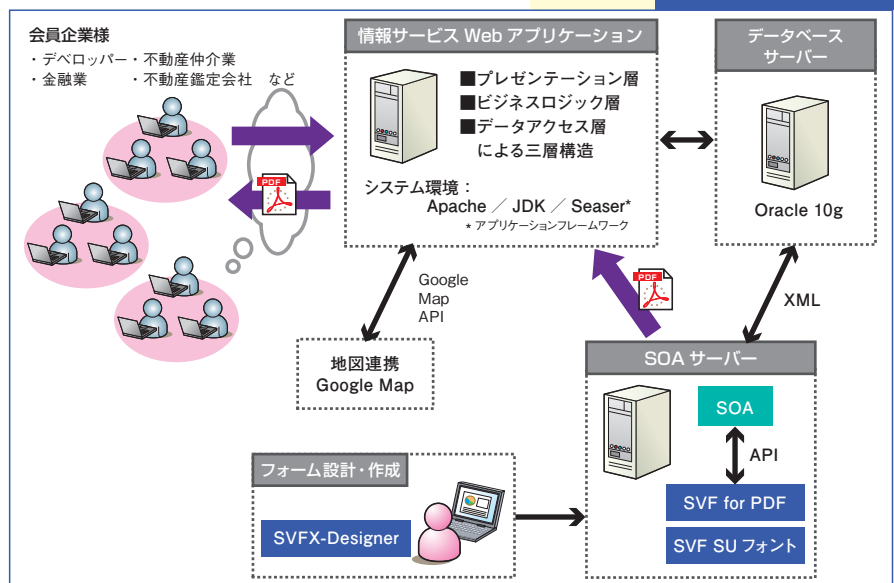 会員企業様
・デベロッパー・不動産仲介業
・金融業 ・不動産鑑定会社 など
情報サービス Web アプリケーション
■プレゼンテーション層
■ビジネスロジック層
■データアクセス層
による三層構造
システム環境：
Apache ／ JDK ／ Seaser*
* アプリケーションフレームワーク
データベース
サーバー
Oracle 10g
PDF
PDF
Google
Map
API
XML
地図連携
Google Map
SOA サーバー
SOA
API
SVF for PDF
SVF SU フォント
フォーム設計・作成
SVFX-Designer